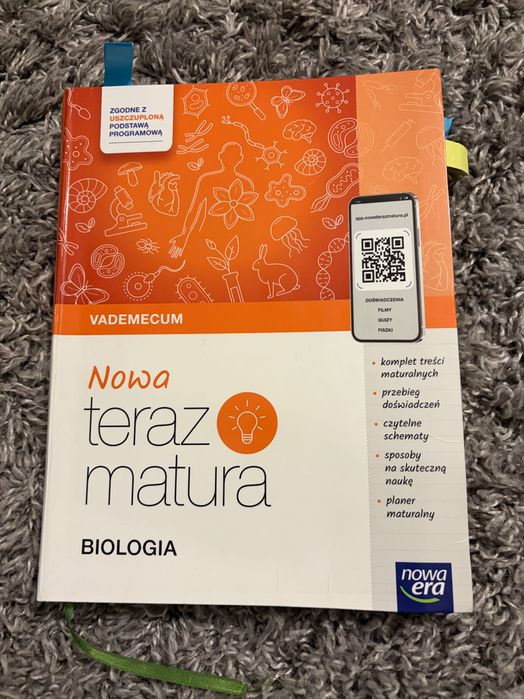 ZGODNE Z
USZCZUPLONĄ
PODSTAWĄ
PROGRAMOWĄ
app.nowaterazmatura.pl
DOŚWIADCZENIA
FILMY
QUIZY
FISZKI
VADEMECUM
Nowa
teraz
matura
BIOLOGIA
• komplet treści
maturalnych
• przebieg
doświadczeń
• czytelne
schematy
• sposoby
na skuteczną
naukę
• planer
maturalny
nowa
era